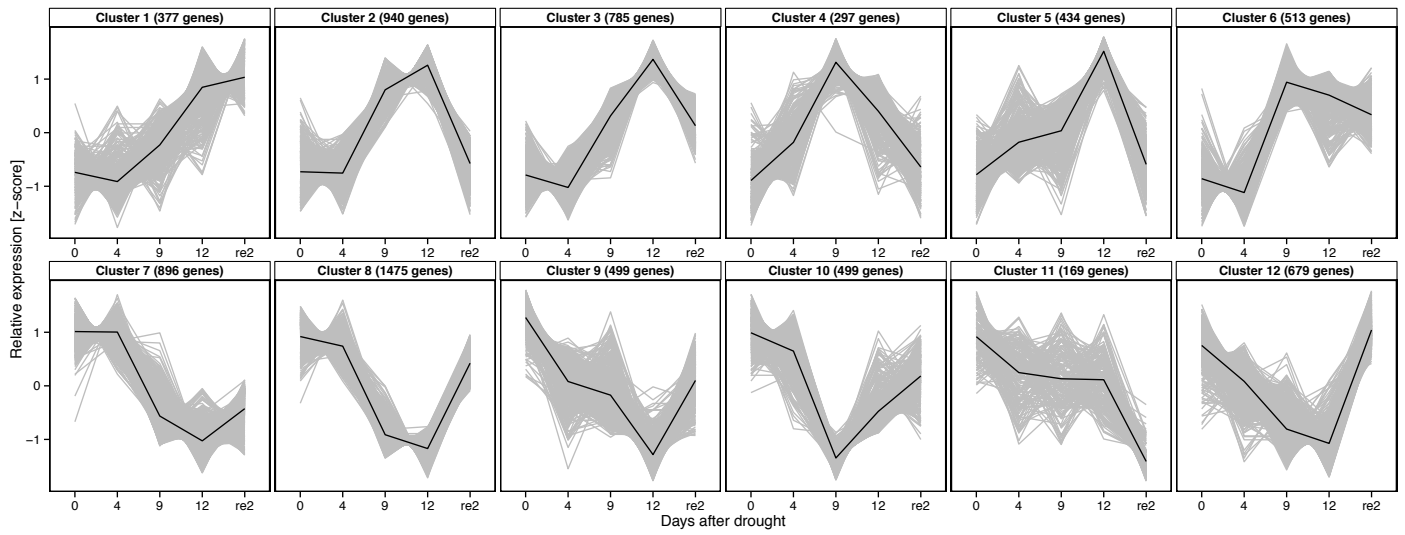 Cluster 1 (377 genes) Cluster 2 (940 genes) Cluster 3 (785 genes) Cluster 4 (297 genes) Cluster 5 (434 genes) Cluster 6 (513 genes)
1
0
−1
0 4 9 12 re2 0 4 9 12 re2 0 4 9 12 re2 0 4 9 12 re2 0 4 9 12 re2 0 4 9 12 re2
Cluster 7 (896 genes) Cluster 8 (1475 genes) Cluster 9 (499 genes) Cluster 10 (499 genes) Cluster 11 (169 genes) Cluster 12 (679 genes)
1
0
−1
0 4 9 12 re2 0 4 9 12 re2 0 4 9 12 re2 0 4 9 12 re2 0 4 9 12 re2 0 4 9 12 re2
Relative expression [z−score]
Days after drought